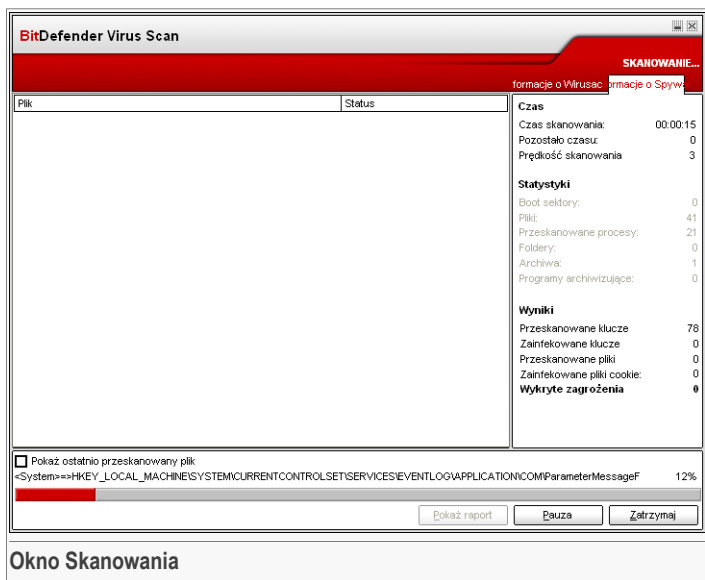 BitDefender Virus Scan
SKANOWANIE...
formacje o Wirusac ormacje o Spyw
Plik Status
Czas
Czas skanowania: 00:00:15
Pozostało czasu: 0
Prędkość skanowania 3
Statystyki
Boot sektory: 0
Pliki: 41
Przeskanowane procesy: 21
Foldery: 0
Archiwa: 1
Programy archiwizujące: 0
Wyniki
Przeskanowane klucze 78
Zainfekowane klucze 0
Przeskanowane pliki 0
Zainfekowane pliki cookie: 0
Wykryte zagrożenia 0
Pokaż ostatnio przeskanowany plik
<System>=>HKEY_LOCAL_MACHINE\SYSTEM\CURRENTCONTROLSET\SERVICES\EVENTLOG\APPLICATION\COM\ParameterMessageF 12%
Pokaż raport Pauza Zatrzymaj
Okno Skanowania